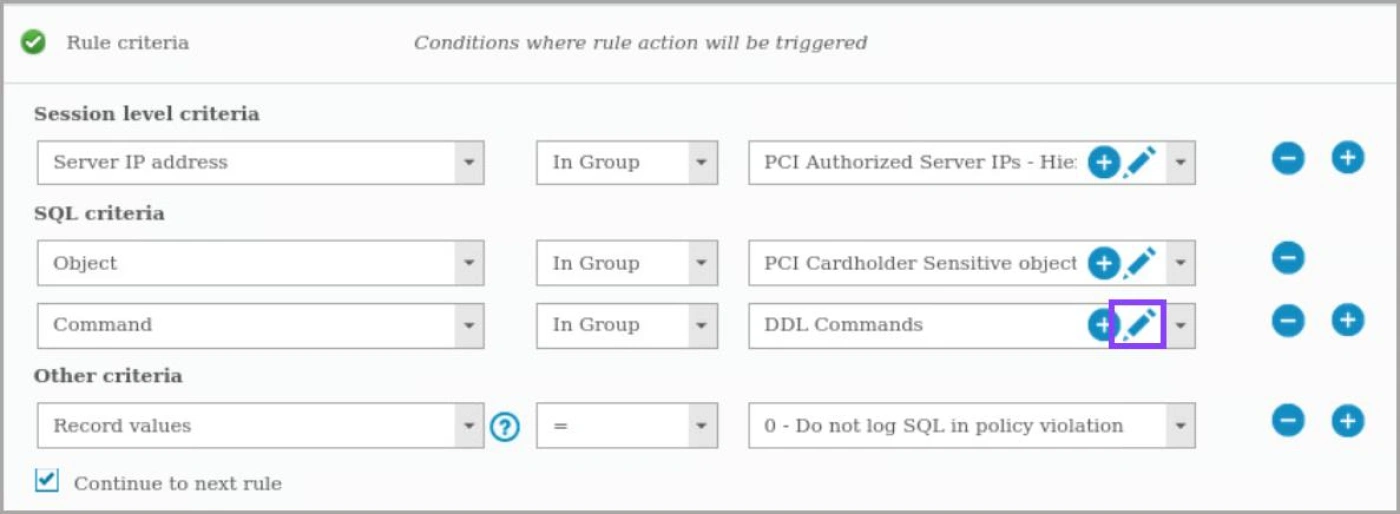 Rule criteria Conditions where rule action will be triggered
Session level criteria
Server IP address In Group PCI Authorized Server IPs -
SQL criteria
Object In Group PCI Cardholder Sensitive object
Command In Group DDL Commands
Other criteria
Record values ? = 0 - Do not log SQL in policy violation
Continue to next rule